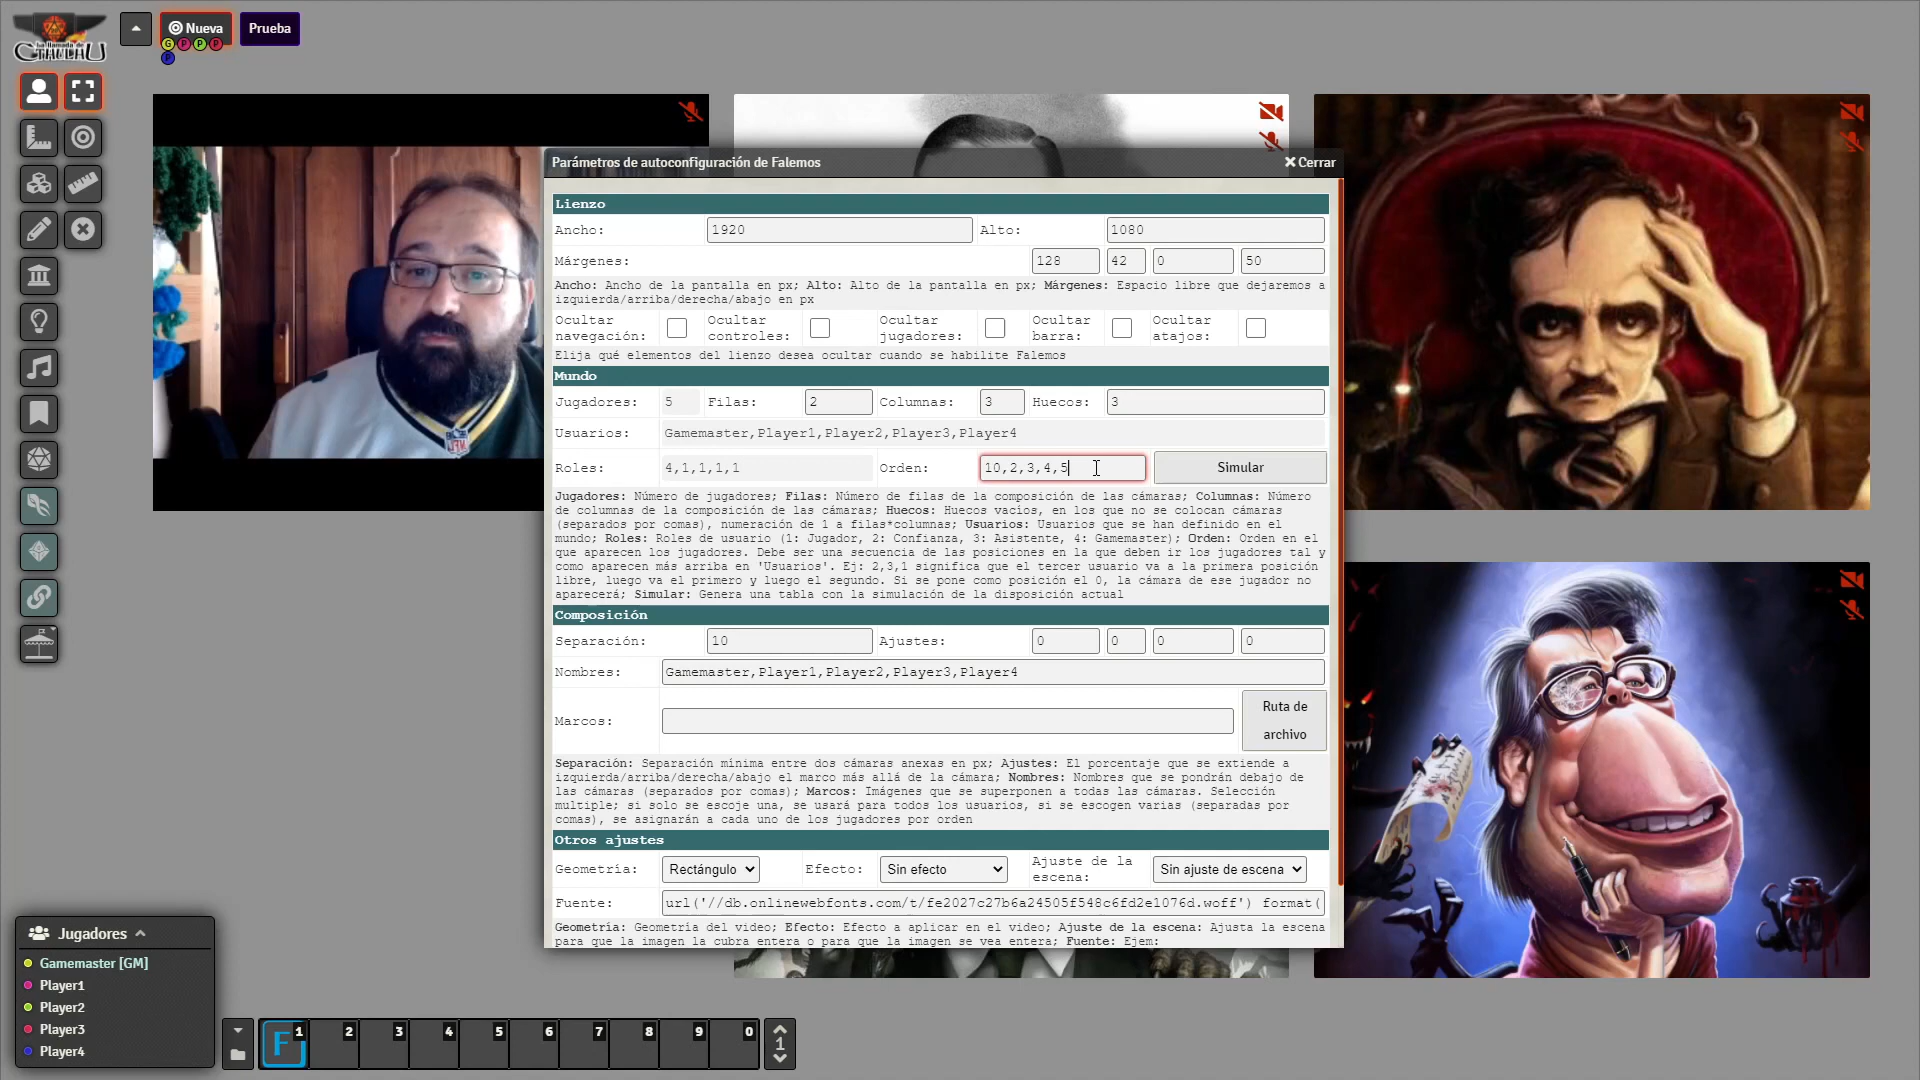 La llamada de
CTHULHU
Nueva
Prueba
G P P P
P
Parámetros de autoconfiguración de Falemos
Cerrar
Lienzo
Ancho: 1920 Alto: 1080
Márgenes: 128 42 0 50
Ancho: Ancho de la pantalla en px; Alto: Alto de la pantalla en px; Márgenes: Espacio libre que dejaremos a
izquierda/arriba/derecha/abajo en px
Ocultar navegación: Ocultar controles: Ocultar jugadores: Ocultar barra: Ocultar atajos:
Elija qué elementos del lienzo desea ocultar cuando se habilite Falemos
Mundo
Jugadores: 5 Filas: 2 Columnas: 3 Huecos: 3
Usuarios: Gamemaster,Player1,Player2,Player3,Player4
Roles: 4,1,1,1,1 Orden: 10,2,3,4,5 Simular
Jugadores: Número de jugadores; Filas: Número de filas de la composición de las cámaras; Columnas: Número
de columnas de la composición de las cámaras; Huecos: Huecos vacíos, en los que no se colocan cámaras
(separados por comas), numeración de 1 a filas*columnas; Usuarios: Usuarios que se han definido en el
mundo; Roles: Roles de usuario (1: Jugador, 2: Confianza, 3: Asistente, 4: Gamemaster); Orden: Orden en el
que aparecen los jugadores. Debe ser una secuencia de las posiciones en la que deben ir los jugadores tal y
como aparecen más arriba en 'Usuarios'. Ej: 2,3,1 significa que el tercer usuario va a la primera posición
libre, luego va el primero y luego el segundo. Si se pone como posición el 0, la cámara de ese jugador no
aparecerá; Simular: Genera una tabla con la simulación de la disposición actual
Composición
Separación: 10 Ajustes: 0 0 0 0
Nombres: Gamemaster,Player1,Player2,Player3,Player4
Marcos: Ruta de archivo
Separación: Separación mínima entre dos cámaras anexas en px; Ajustes: El porcentaje que se extiende a
izquierda/arriba/derecha/abajo el marco más allá de la cámara; Nombres: Nombres que se pondrán debajo de
las cámaras (separados por comas); Marcos: Imágenes que se superponen a todas las cámaras. Selección
multiple; si solo se escoje una, se usará para todos los usuarios, si se escogen varias (separadas por
comas), se asignarán a cada uno de los jugadores por orden
Otros ajustes
Geometría: Rectángulo Efecto: Sin efecto Ajuste de la escena: Sin ajuste de escena
Fuente: url('//db.onlinewebfonts.com/t/fe2027c27b6a24505f548c6fd2e1076d.woff') format(
Geometría: Geometría del video; Efecto: Efecto a aplicar en el video; Ajuste de la escena: Ajusta la escena
para que la imagen la cubra entera o para que la imagen se vea entera; Fuente: Ejem:
NFL
Jugadores
Gamemaster [GM]
Player1
Player2
Player3
Player4
F 1 2 3 4 5 6 7 8 9 0
1